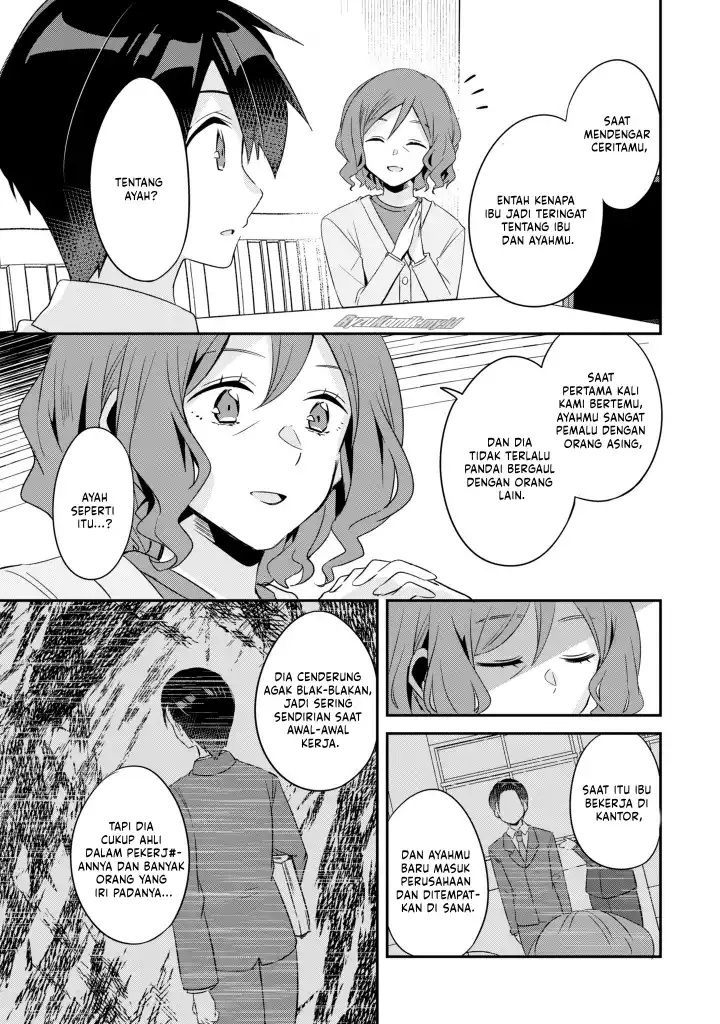 SAAT
MENDENGAR
CERITAMU,
ENTAH KENAPA
IBU JADI TERINGAT
TENTANG IBU
DAN AYAHMU.
TENTANG
AYAH?
SAAT
PERTAMA KALI
KAMI BERTEMU,
AYAHMU SANGAT
PEMALU DENGAN
ORANG ASING,
DAN DIA
TIDAK TERLALU
PANDAI BERGAUL
DENGAN ORANG
LAIN.
AYAH
SEPERTI
ITU...?
SAAT ITU IBU
BEKERJA DI
KANTOR,
DAN AYAHMU
BARU MASUK
PERUSAHAAN
DAN DITEMPAT-
KAN DI SANA.
DIA CENDERUNG
AGAK BLAK-BLAKAN,
JADI SERING
SENDIRIAN SAAT
AWAL-AWAL
KERJA.
TAPI DIA
CUKUP AHLI
DALAM PEKERJ#-
ANNYA DAN BANYAK
ORANG YANG
IRI PADANYA...